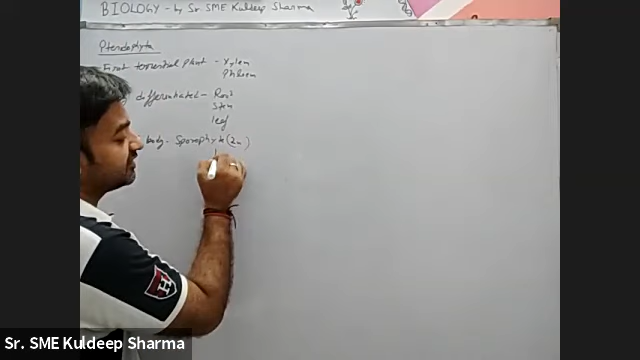 BIOLOGY - by Sr. SME Kuldeep Sharma
Pteridophyta
First terrestrial plant - Xylem
Phloem
differentiated - Root
Stem
leaf
body - Sporophyte (2n)
H
Sr. SME Kuldeep Sharma